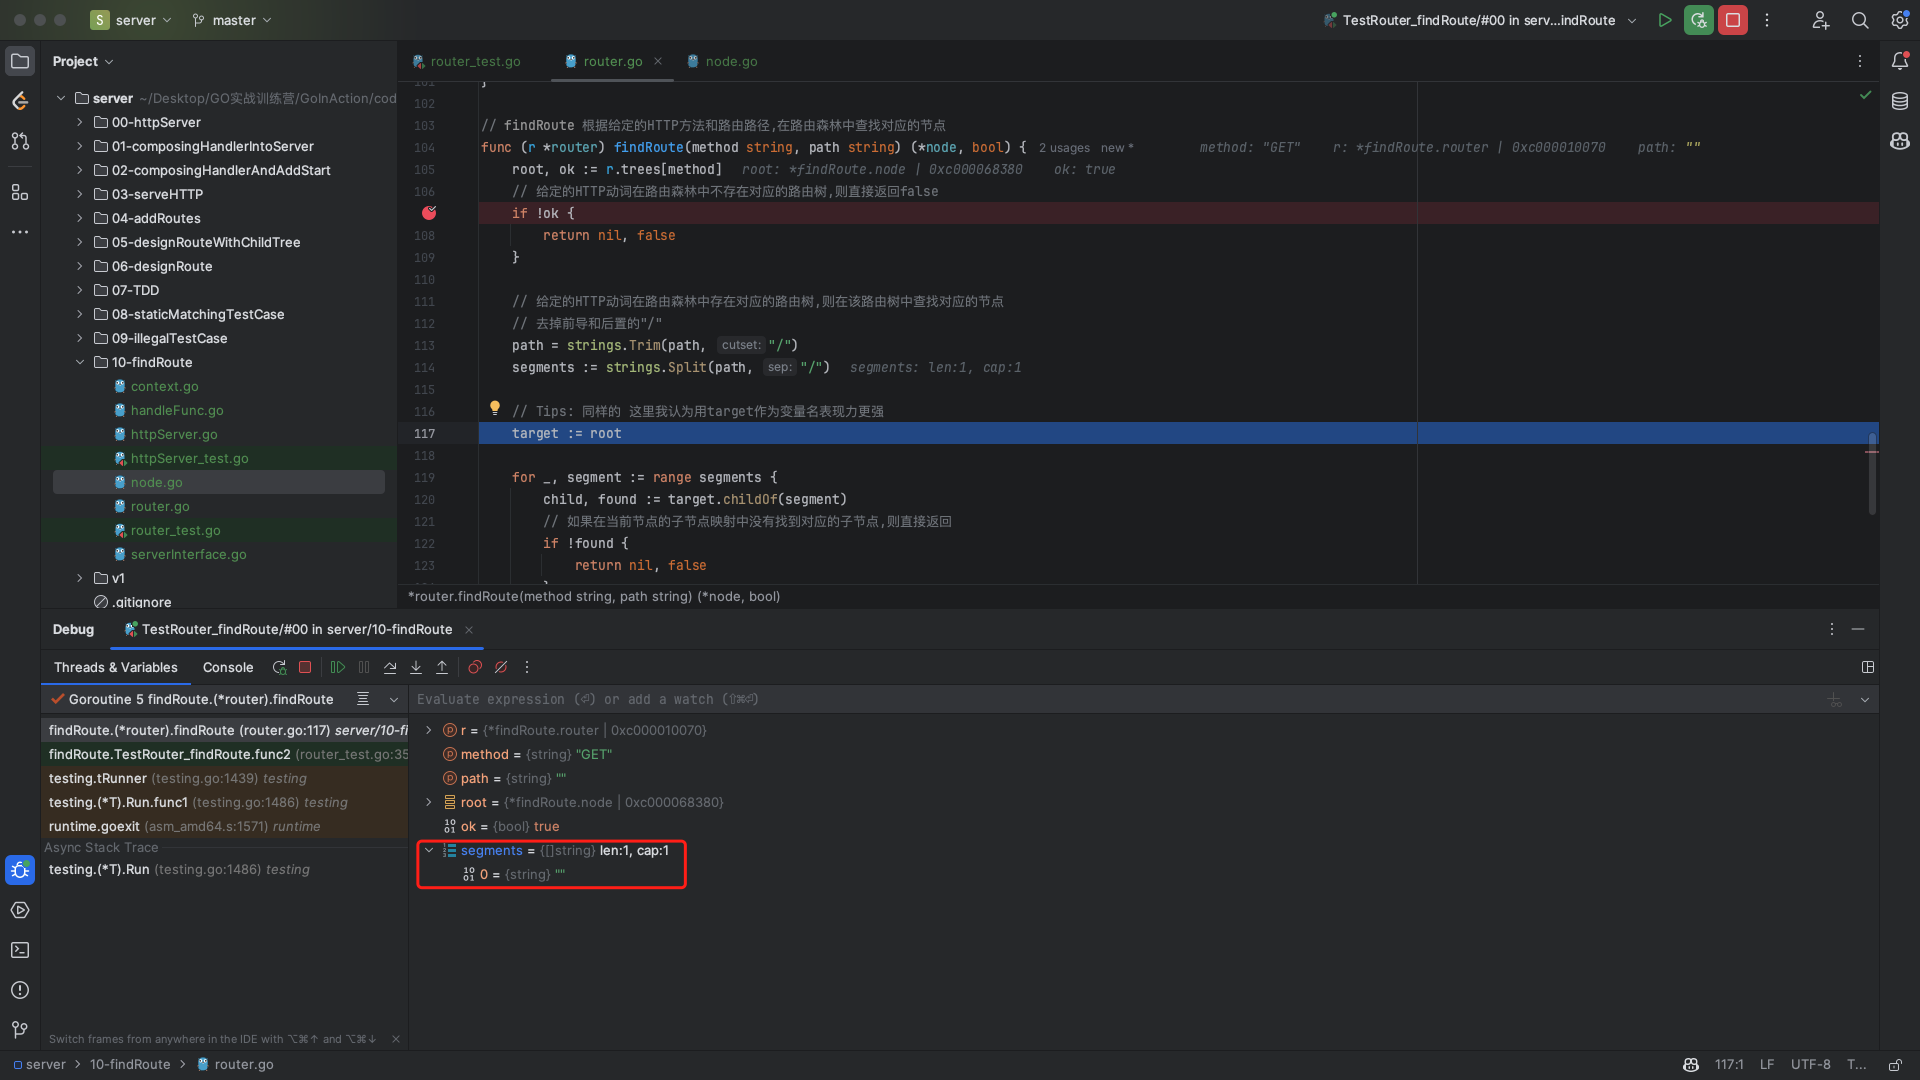 S server
master
TestRouter_findRoute/#00 in serv...indRoute
Project
router_test.go
router.go
node.go
server ~/Desktop/GO实战训练营/GoInAction/cod
00-httpServer
01-composingHandlerIntoServer
02-composingHandlerAndAddStart
03-serveHTTP
04-addRoutes
05-designRouteWithChildTree
06-designRoute
07-TDD
08-staticMatchingTestCase
09-illegalTestCase
10-findRoute
context.go
handleFunc.go
httpServer.go
httpServer_test.go
node.go
router.go
router_test.go
serverInterface.go
v1
.gitignore
101 }
102
103 // findRoute 根据给定的HTTP方法和路由路径,在路由森林中查找对应的节点
104 func (r *router) findRoute(method string, path string) (*node, bool) { 2 usages new * method: "GET" r: *findRoute.router | 0xc000010070 path: ""
105 root, ok := r.trees[method] root: *findRoute.node | 0xc000068380 ok: true
106 // 给定的HTTP动词在路由森林中不存在对应的路由树,则直接返回false
if !ok {
108 return nil, false
109 }
110
111 // 给定的HTTP动词在路由森林中存在对应的路由树,则在该路由树中查找对应的节点
112 // 去掉前导和后置的"/"
113 path = strings.Trim(path, cutset: "/")
114 segments := strings.Split(path, sep: "/") segments: len:1, cap:1
115
116 // Tips: 同样的 这里我认为用target作为变量名表现力更强
117 target := root
118
119 for _, segment := range segments {
120 child, found := target.childOf(segment)
121 // 如果在当前节点的子节点映射中没有找到对应的子节点,则直接返回
122 if !found {
123 return nil, false
*router.findRoute(method string, path string) (*node, bool)
Debug
TestRouter_findRoute/#00 in server/10-findRoute
Threads & Variables
Console
Goroutine 5 findRoute.(*router).findRoute
Evaluate expression (⏎) or add a watch (⇧⌘⏎)
findRoute.(*router).findRoute (router.go:117) server/10-fi
findRoute.TestRouter_findRoute.func2 (router_test.go:35
testing.tRunner (testing.go:1439) testing
testing.(*T).Run.func1 (testing.go:1486) testing
runtime.goexit (asm_amd64.s:1571) runtime
Async Stack Trace
testing.(*T).Run (testing.go:1486) testing
r = {*findRoute.router | 0xc000010070}
method = {string} "GET"
path = {string} ""
root = {*findRoute.node | 0xc000068380}
ok = {bool} true
segments = {[]string} len:1, cap:1
0 = {string} ""
Switch frames from anywhere in the IDE with ⌥⌘↑ and ⌥⌘↓
server > 10-findRoute > router.go
117:1 LF UTF-8 T...